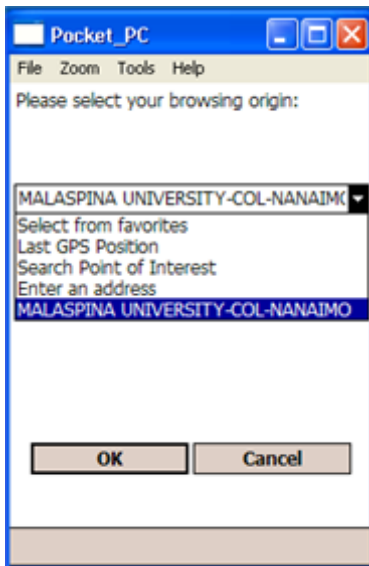 Pocket_PC
File Zoom Tools Help
Please select your browsing origin:
MALASPINA UNIVERSITY-COL-NANAIM(
Select from favorites
Last GPS Position
Search Point of Interest
Enter an address
MALASPINA UNIVERSITY-COL-NANAIMO
OK Cancel